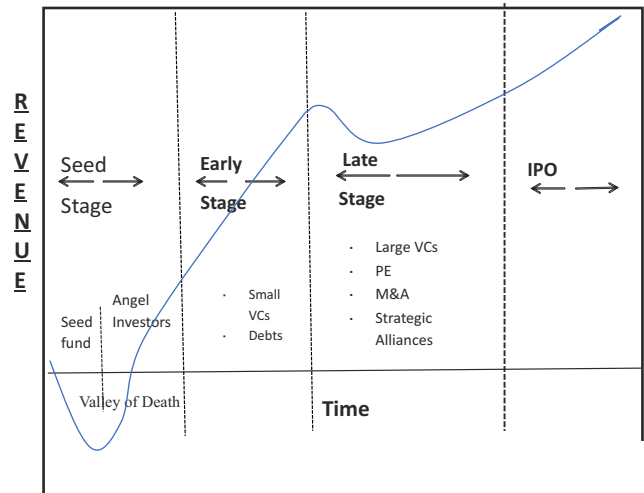 REVENUE
Seed
Stage
Early
Stage
Late
Stage
IPO
Seed
fund
Angel
Investors
· Small
VCs
· Debts
· Large VCs
· PE
· M&A
· Strategic
Alliances
Valley of Death
Time